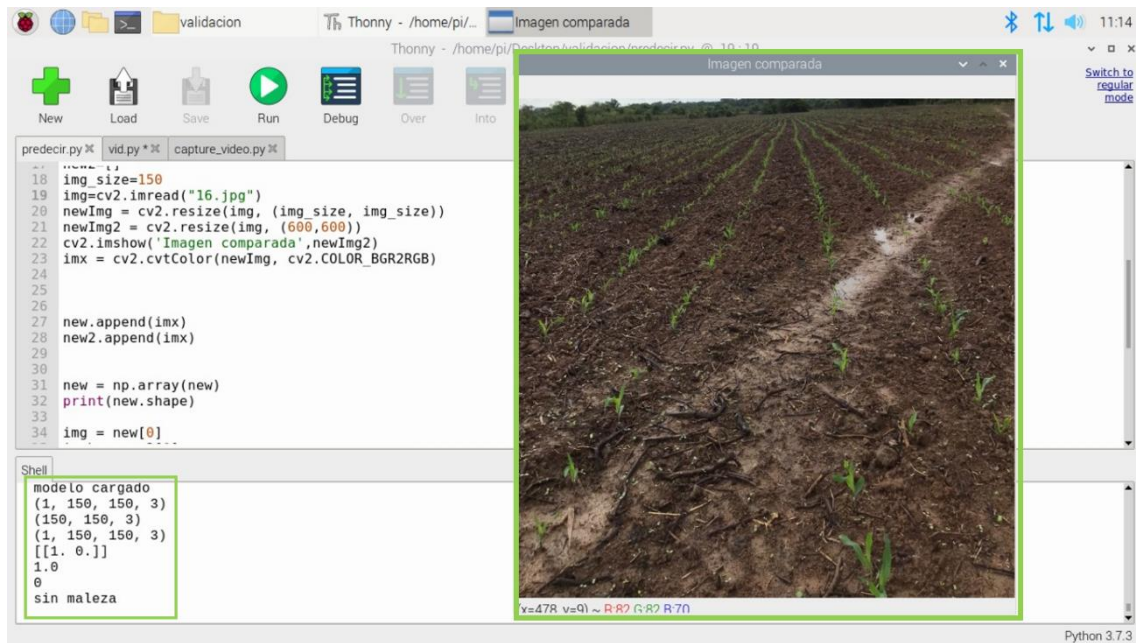 validacion
Thonny - /home/pi/...
Imagen comparada
11:14
Thonny - /home/pi/Desktop/validacion/predecir.py @ 19 : 19
Imagen comparada
Switch to
regular
mode
New
Load
Save
Run
Debug
Over
Into
predecir.py
vid.py *
capture_video.py
18 img_size=150
19 img=cv2.imread("16.jpg")
20 newImg = cv2.resize(img, (img_size, img_size))
21 newImg2 = cv2.resize(img, (600,600))
22 cv2.imshow('Imagen comparada',newImg2)
23 imx = cv2.cvtColor(newImg, cv2.COLOR_BGR2RGB)
24
25
26
27 new.append(imx)
28 new2.append(imx)
29
30
31 new = np.array(new)
32 print(new.shape)
33
34 img = new[0]
Shell
modelo cargado
(1, 150, 150, 3)
(150, 150, 3)
(1, 150, 150, 3)
[[1. 0.]]
1.0
0
sin maleza
(x=478, y=9) ~ R:82 G:82 B:70
Python 3.7.3